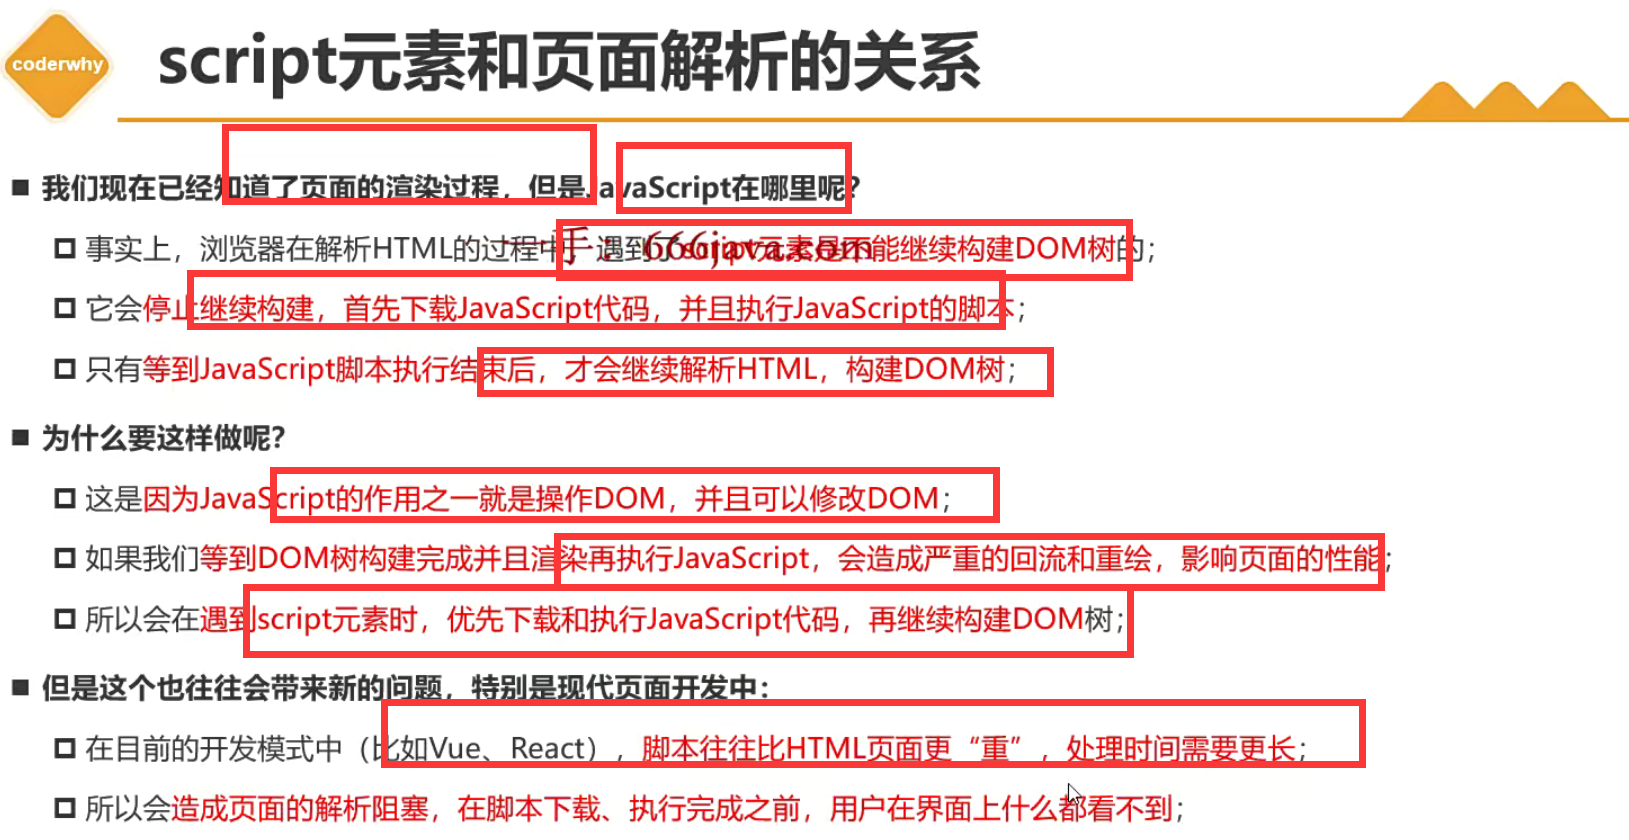 coderwhy
script元素和页面解析的关系
我们现在已经知道了页面的渲染过程，但是JavaScript在哪里呢？
事实上，浏览器在解析HTML的过程中，遇到了script元素是不能继续构建DOM树的；
一手：666java.com
它会停止继续构建，首先下载JavaScript代码，并且执行JavaScript的脚本；
只有等到JavaScript脚本执行结束后，才会继续解析HTML，构建DOM树；
为什么要这样做呢？
这是因为JavaScript的作用之一就是操作DOM，并且可以修改DOM；
如果我们等到DOM树构建完成并且渲染再执行JavaScript，会造成严重的回流和重绘，影响页面的性能；
所以会在遇到script元素时，优先下载和执行JavaScript代码，再继续构建DOM树；
但是这个也往往会带来新的问题，特别是现代页面开发中：
在目前的开发模式中（比如Vue、React），脚本往往比HTML页面更“重”，处理时间需要更长；
所以会造成页面的解析阻塞，在脚本下载、执行完成之前，用户在界面上什么都看不到；